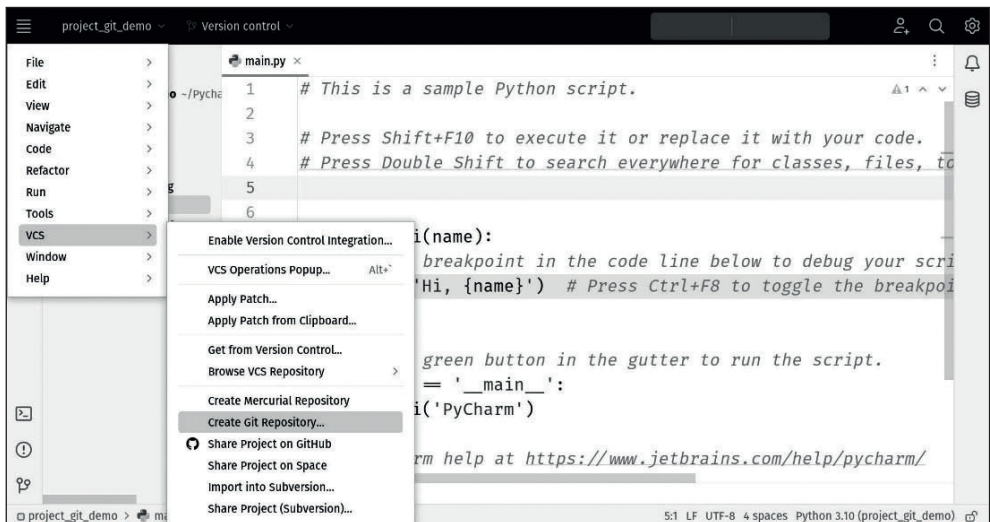 project_git_demo
Version control
File
Edit
View
Navigate
Code
Refactor
Run
Tools
VCS
Window
Help
Enable Version Control Integration...
VCS Operations Popup... Alt+`
Apply Patch...
Apply Patch from Clipboard...
Get from Version Control...
Browse VCS Repository
Create Mercurial Repository
Create Git Repository...
Share Project on GitHub
Share Project on Space
Import into Subversion...
Share Project (Subversion)...
~/Pycha
main.py
1
1 # This is a sample Python script.
2
3 # Press Shift+F10 to execute it or replace it with your code.
4 # Press Double Shift to search everywhere for classes, files, to
5
6
i(name):
breakpoint in the code line below to debug your scri
'Hi, {name}') # Press Ctrl+F8 to toggle the breakpoi
green button in the gutter to run the script.
== '__main__':
i('PyCharm')
rm help at https://www.jetbrains.com/help/pycharm/
project_git_demo > ma
5:1 LF UTF-8 4 spaces Python 3.10 (project_git_demo)